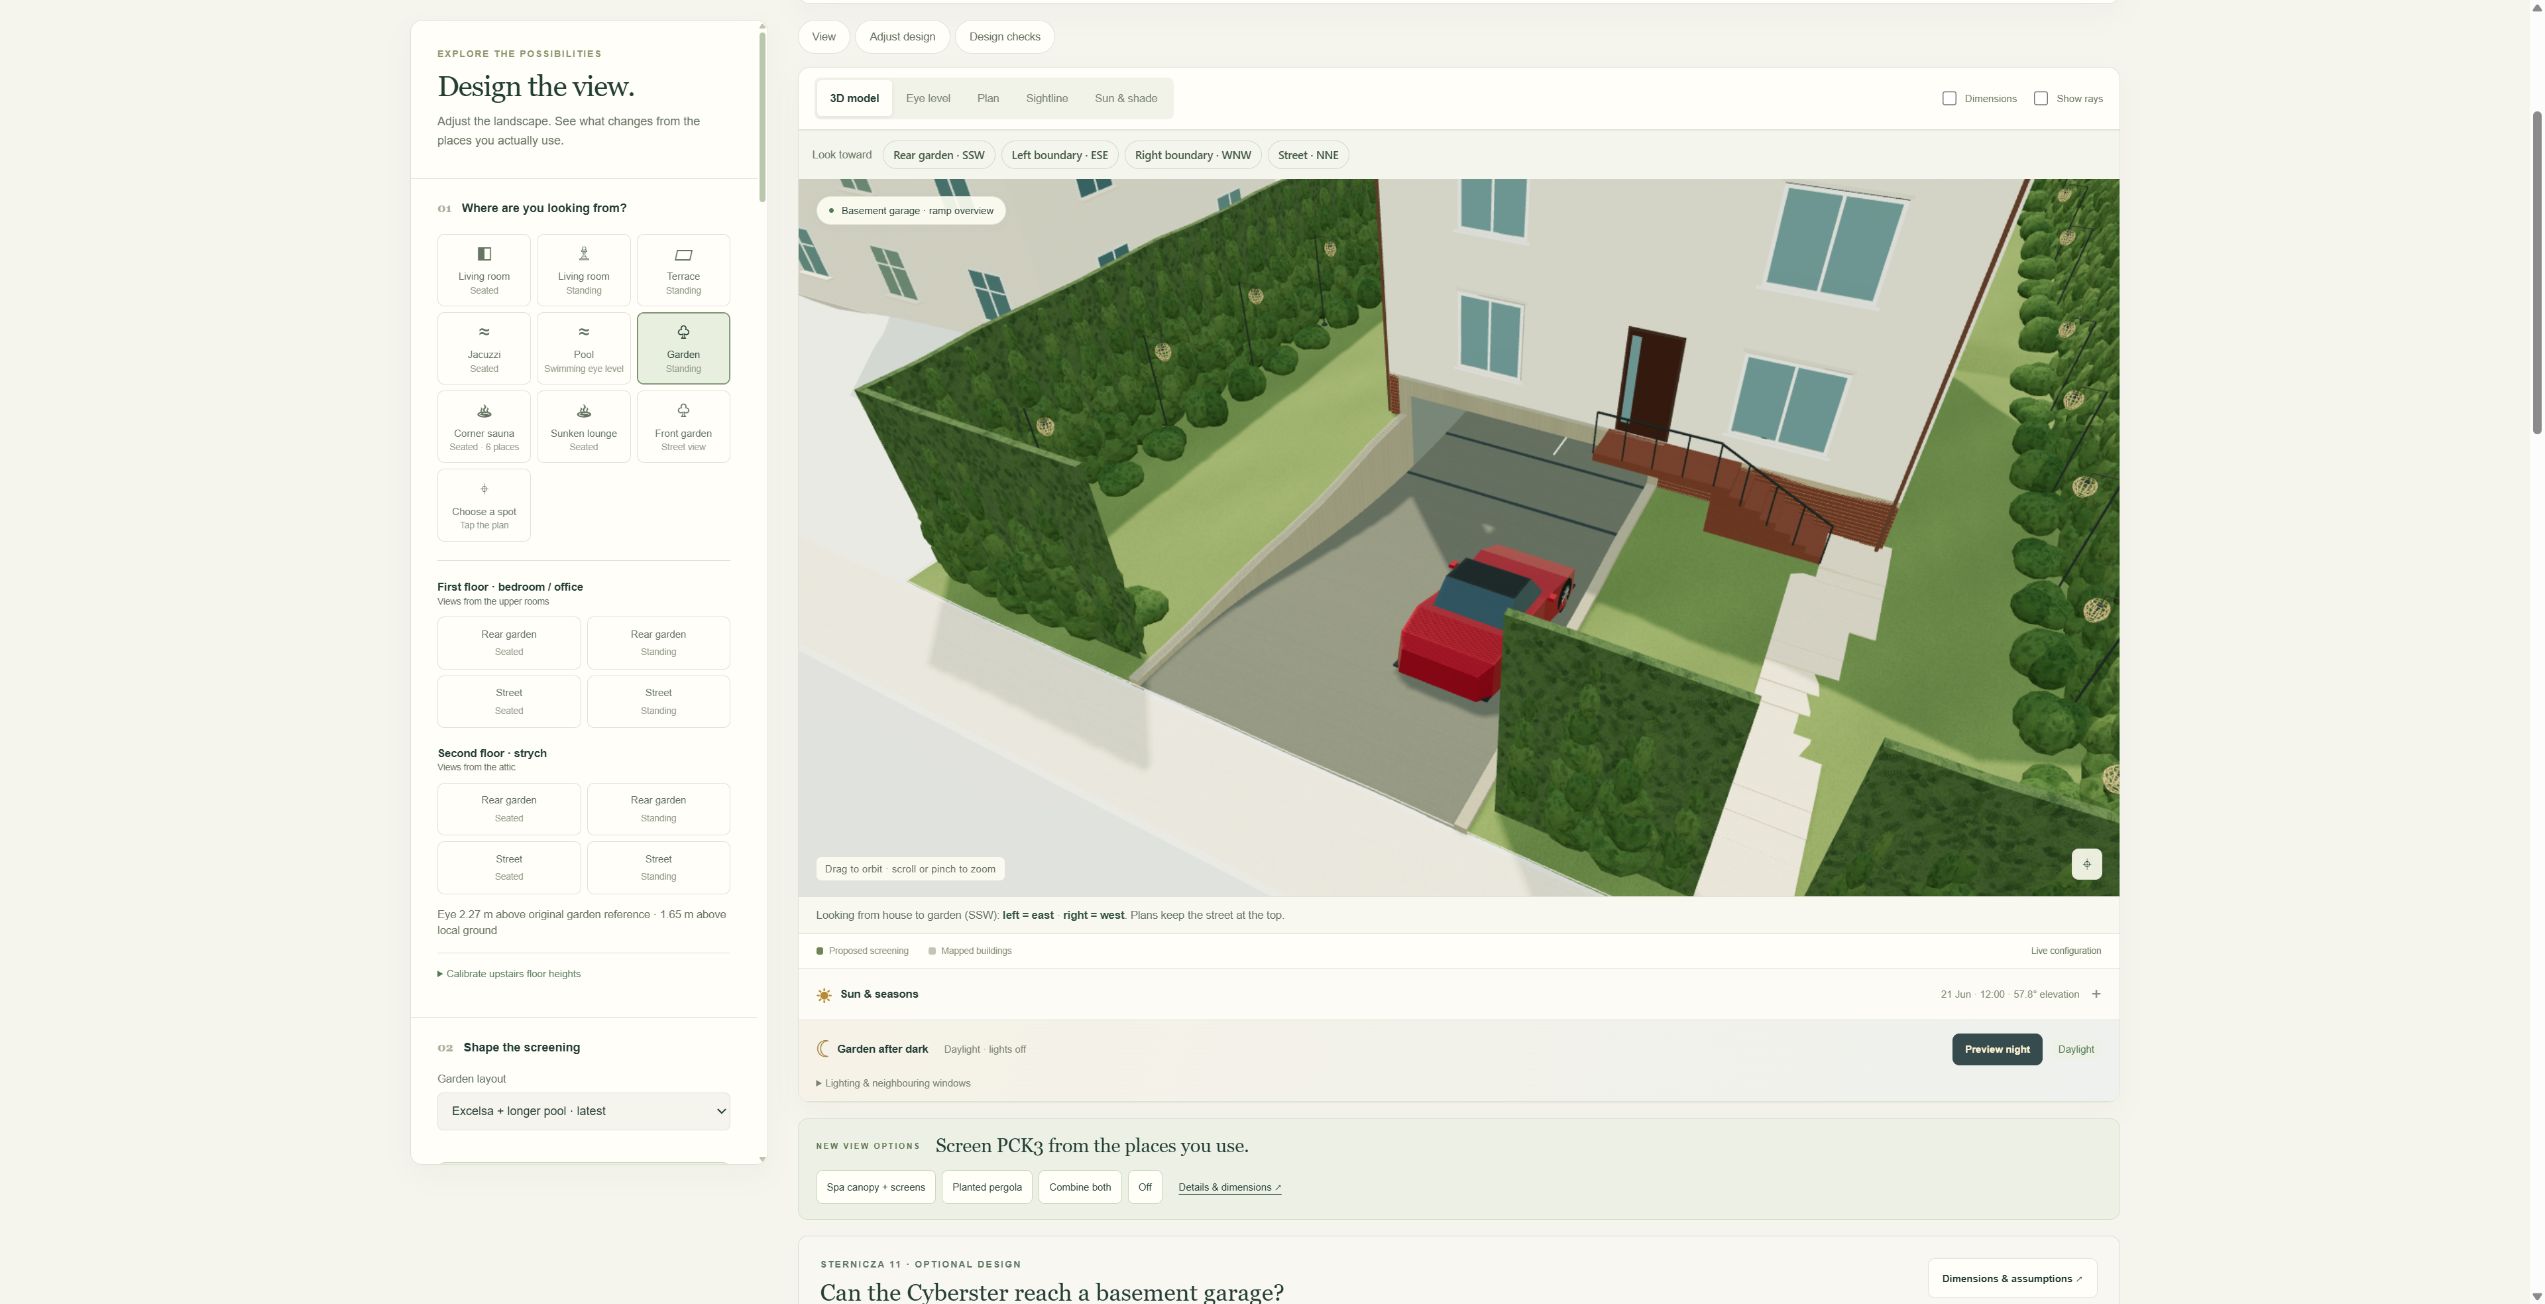 EXPLORE THE POSSIBILITIES
Design the view.
Adjust the landscape. See what changes from the
places you actually use.
01 Where are you looking from?
Living room
Seated
Living room
Standing
Terrace
Standing
Jacuzzi
Seated
Pool
Swimming eye level
Garden
Standing
Corner sauna
Seated · 6 places
Sunken lounge
Seated
Front garden
Street view
Choose a spot
Tap the plan
First floor · bedroom / office
Views from the upper rooms
Rear garden
Seated
Rear garden
Standing
Street
Seated
Street
Standing
Second floor · strych
Views from the attic
Rear garden
Seated
Rear garden
Standing
Street
Seated
Street
Standing
Eye 2.27 m above original garden reference · 1.65 m above
local ground
Calibrate upstairs floor heights
02 Shape the screening
Garden layout
Excelsa + longer pool · latest
View
Adjust design
Design checks
3D model
Eye level
Plan
Sightline
Sun & shade
Dimensions
Show rays
Look toward
Rear garden · SSW
Left boundary · ESE
Right boundary · WNW
Street · NNE
Basement garage · ramp overview
Drag to orbit · scroll or pinch to zoom
Looking from house to garden (SSW): left = east · right = west. Plans keep the street at the top.
Proposed screening
Mapped buildings
Live configuration
Sun & seasons
21 Jun · 12:00 · 57.8° elevation +
Garden after dark
Daylight · lights off
Preview night
Daylight
Lighting & neighbouring windows
NEW VIEW OPTIONS
Screen PCK3 from the places you use.
Spa canopy + screens
Planted pergola
Combine both
Off
Details & dimensions ↗
STERNICZA 11 · OPTIONAL DESIGN
Can the Cyberster reach a basement garage?
Dimensions & assumptions ↗